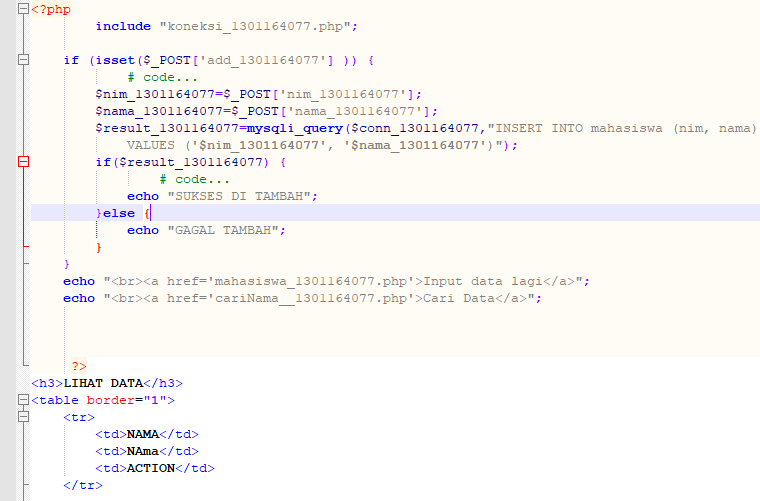 <?php
include "koneksi_1301164077.php";
if (isset($_POST['add_1301164077'] )) {
# code...
$nim_1301164077=$_POST['nim_1301164077'];
$nama_1301164077=$_POST['nama_1301164077'];
$result_1301164077=mysqli_query($conn_1301164077,"INSERT INTO mahasiswa (nim, nama)
VALUES ('$nim_1301164077', '$nama_1301164077')");
if($result_1301164077) {
# code...
echo "SUKSES DI TAMBAH";
}else {
echo "GAGAL TAMBAH";
}
}
echo "<br><a href='mahasiswa_1301164077.php'>Input data lagi</a>";
echo "<br><a href='cariNama__1301164077.php'>Cari Data</a>";
?>
<h3>LIHAT DATA</h3>
<table border="1">
<tr>
<td>NAMA</td>
<td>NAma</td>
<td>ACTION</td>
</tr>